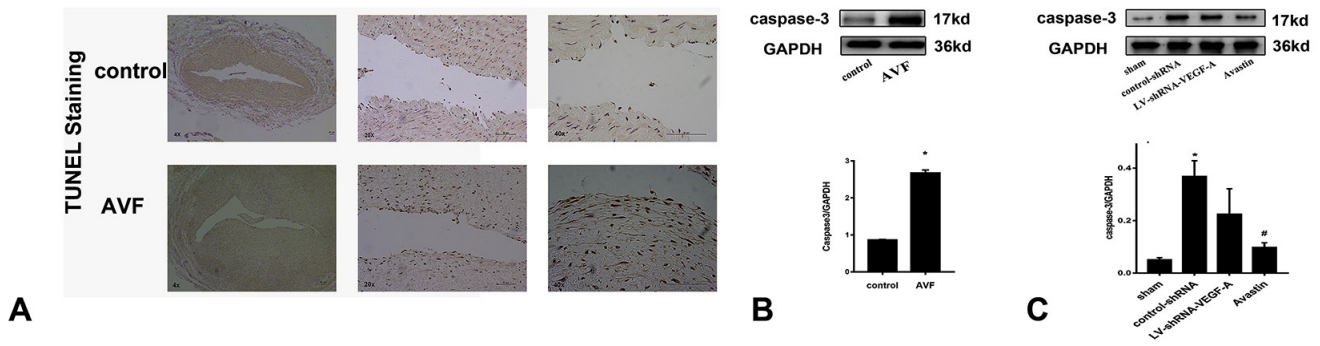 TUNEL Staining
control
AVF
4X
20X
40X
4x
20x
40x
A
caspase-3
17kd
GAPDH
36kd
control
AVF
Caspase3/GAPDH
3
2
1
0
*
control
AVF
B
caspase-3
17kd
GAPDH
36kd
sham
control-shRNA
LV-shRNA-VEGF-A
Avastin
caspase-3/GAPDH
0.4
0.2
0.0
*
#
sham
control-shRNA
LV-shRNA-VEGF-A
Avastin
C